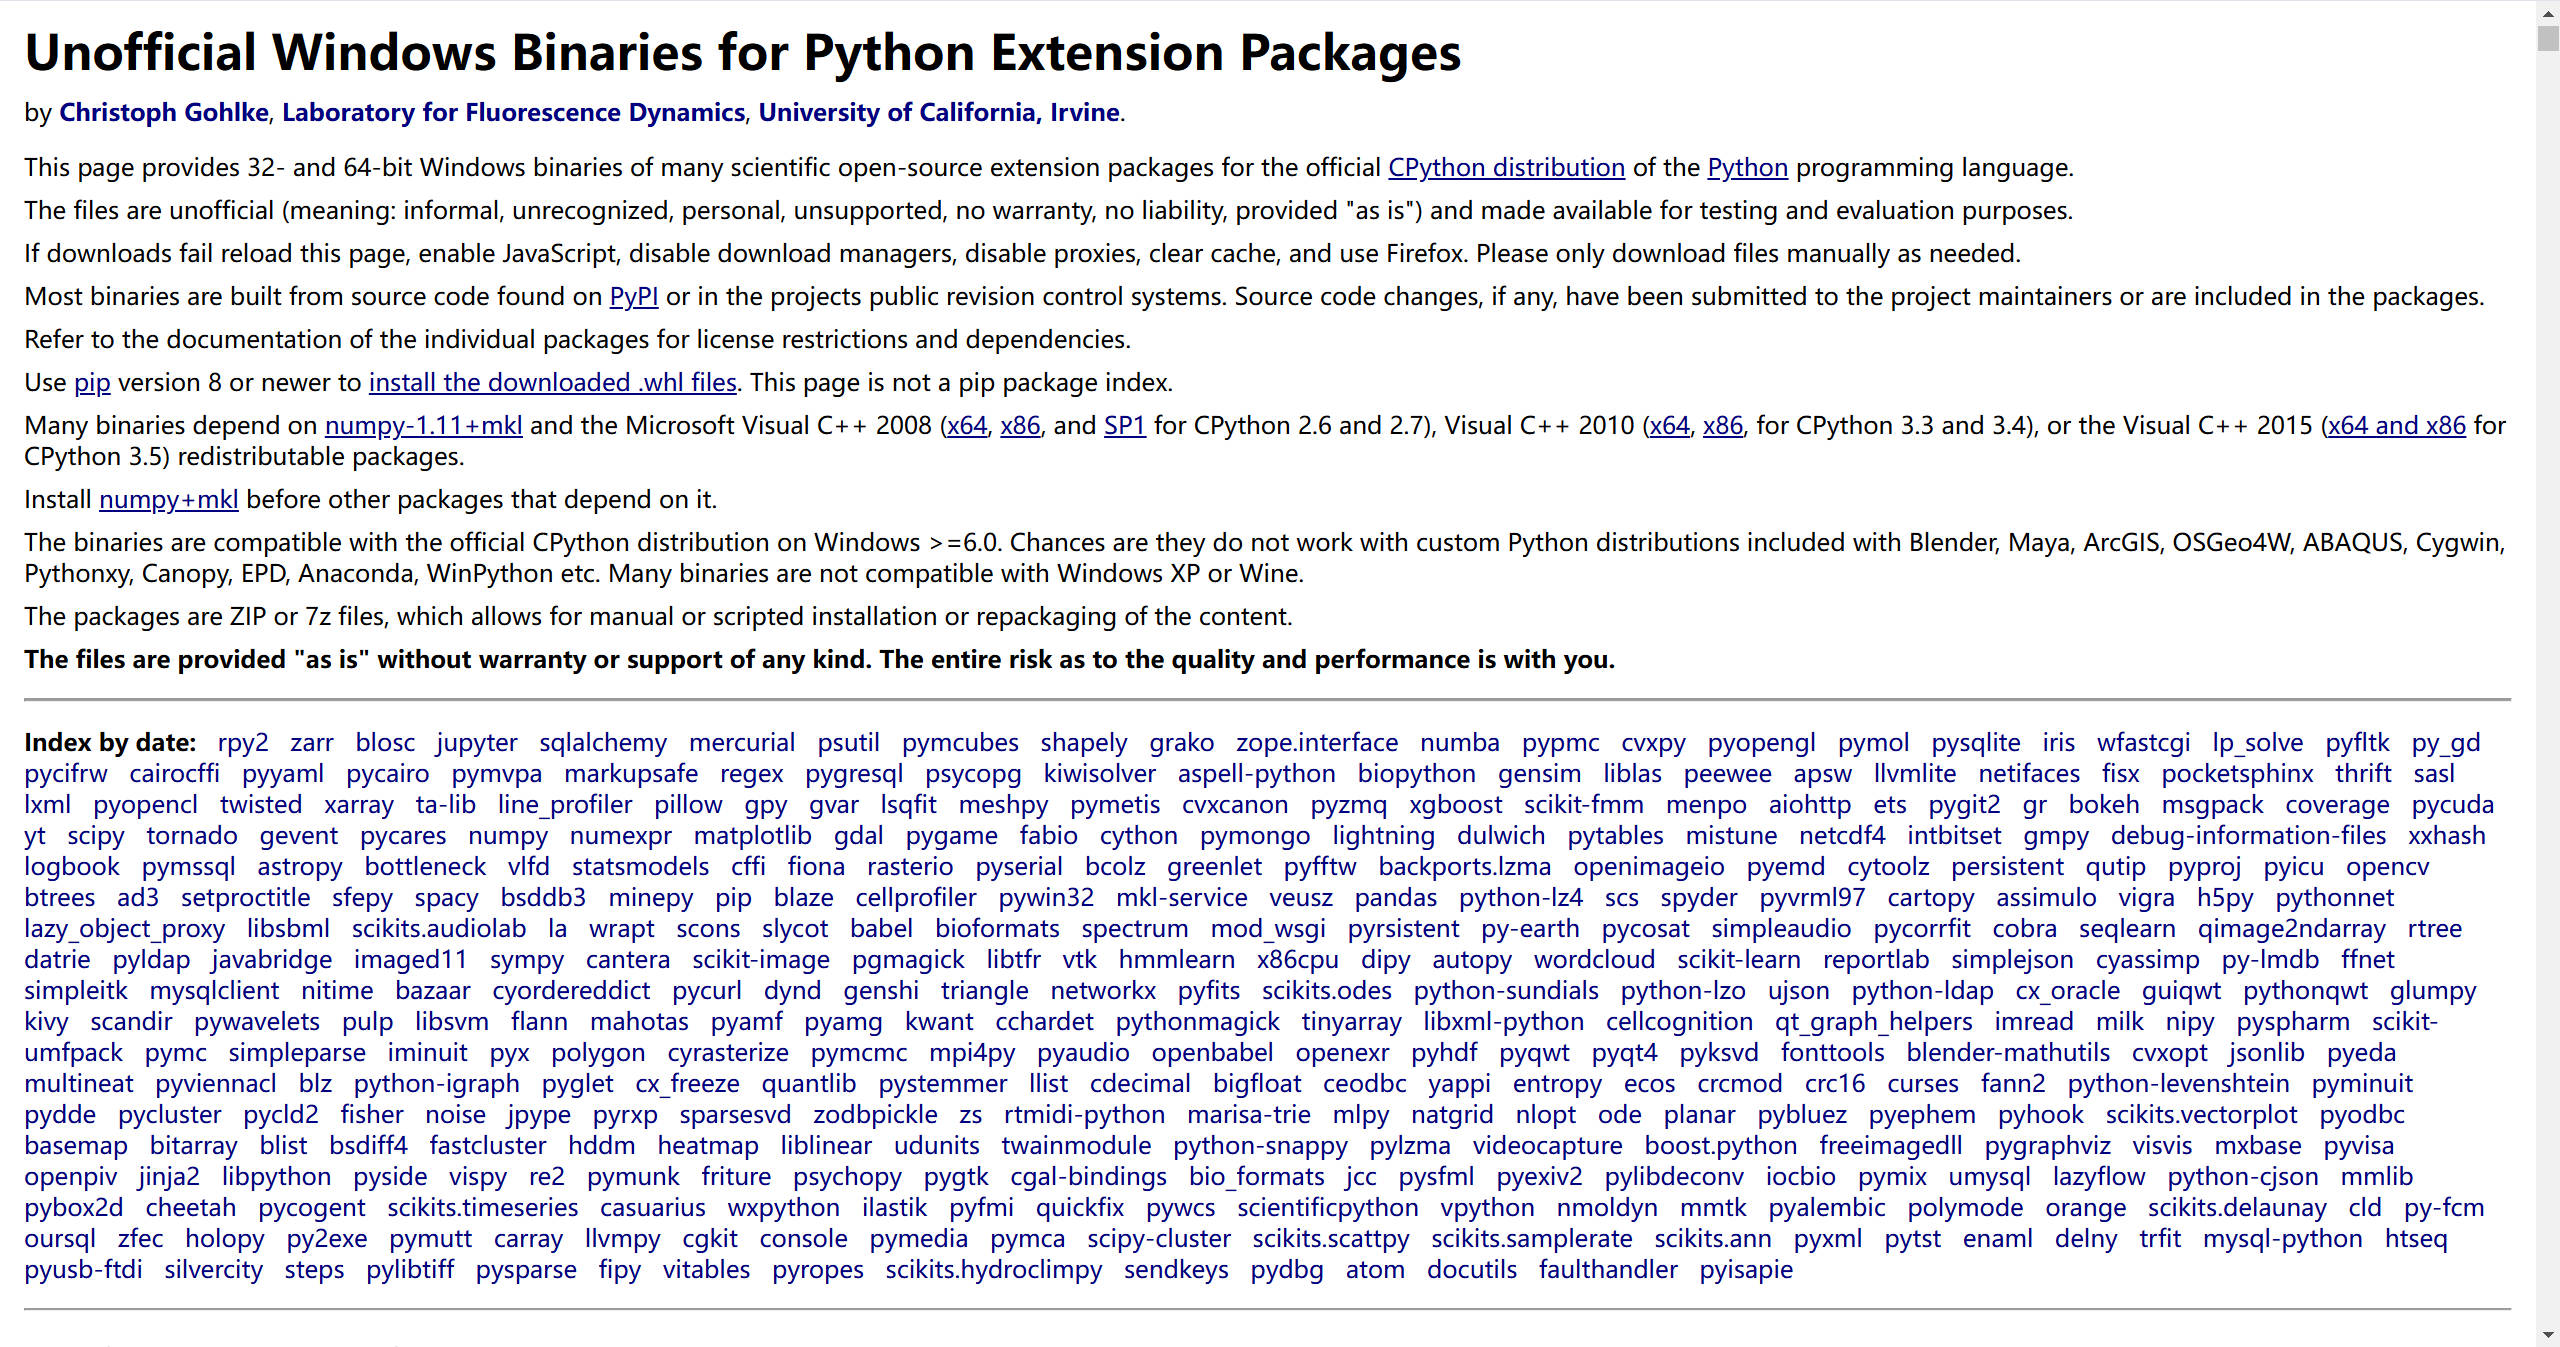 Unofficial Windows Binaries for Python Extension Packages
by Christoph Gohlke, Laboratory for Fluorescence Dynamics, University of California, Irvine.
This page provides 32- and 64-bit Windows binaries of many scientific open-source extension packages for the official CPython distribution of the Python programming language.
The files are unofficial (meaning: informal, unrecognized, personal, unsupported, no warranty, no liability, provided "as is") and made available for testing and evaluation purposes.
If downloads fail reload this page, enable JavaScript, disable download managers, disable proxies, clear cache, and use Firefox. Please only download files manually as needed.
Most binaries are built from source code found on PyPI or in the projects public revision control systems. Source code changes, if any, have been submitted to the project maintainers or are included in the packages.
Refer to the documentation of the individual packages for license restrictions and dependencies.
Use pip version 8 or newer to install the downloaded .whl files. This page is not a pip package index.
Many binaries depend on numpy-1.11+mkl and the Microsoft Visual C++ 2008 (x64, x86, and SP1 for CPython 2.6 and 2.7), Visual C++ 2010 (x64, x86, for CPython 3.3 and 3.4), or the Visual C++ 2015 (x64 and x86 for
CPython 3.5) redistributable packages.
Install numpy+mkl before other packages that depend on it.
The binaries are compatible with the official CPython distribution on Windows >=6.0. Chances are they do not work with custom Python distributions included with Blender, Maya, ArcGIS, OSGeo4W, ABAQUS, Cygwin,
Pythonxy, Canopy, EPD, Anaconda, WinPython etc. Many binaries are not compatible with Windows XP or Wine.
The packages are ZIP or 7z files, which allows for manual or scripted installation or repackaging of the content.
The files are provided "as is" without warranty or support of any kind. The entire risk as to the quality and performance is with you.
Index by date: rpy2 zarr blosc jupyter sqlalchemy mercurial psutil pymcubes shapely grako zope.interface numba pypmc cvxpy pyopengl pymol pysqlite iris wfastcgi lp_solve pyfltk py_gd
pycifrw cairocffi pyyaml pycairo pymvpa markupsafe regex pygresql psycopg kiwisolver aspell-python biopython gensim liblas peewee apsw llvmlite netifaces fisx pocketsphinx thrift sasl
lxml pyopencl twisted xarray ta-lib line_profiler pillow gpy gvar lsqfit meshpy pymetis cvxcanon pyzmq xgboost scikit-fmm menpo aiohttp ets pygit2 gr bokeh msgpack coverage pycuda
yt scipy tornado gevent pycares numpy numexpr matplotlib gdal pygame fabio cython pymongo lightning dulwich pytables mistune netcdf4 intbitset gmpy debug-information-files xxhash
logbook pymssql astropy bottleneck vlfd statsmodels cffi fiona rasterio pyserial bcolz greenlet pyfftw backports.lzma openimageio pyemd cytoolz persistent qutip pyproj pyicu opencv
btrees ad3 setproctitle sfepy spacy bsddb3 minepy pip blaze cellprofiler pywin32 mkl-service veusz pandas python-lz4 scs spyder pyvrml97 cartopy assimulo vigra h5py pythonnet
lazy_object_proxy libsbml scikits.audiolab la wrapt scons slycot babel bioformats spectrum mod_wsgi pyrsistent py-earth pycosat simpleaudio pycorrfit cobra seqlearn qimage2ndarray rtree
datrie pyldap javabridge imaged11 sympy cantera scikit-image pgmagick libtfr vtk hmmlearn x86cpu dipy autopy wordcloud scikit-learn reportlab simplejson cyassimp py-lmdb ffnet
simpleitk mysqlclient nitime bazaar cyordereddict pycurl dynd genshi triangle networkx pyfits scikits.odes python-sundials python-lzo ujson python-ldap cx_oracle guiqwt pythonqwt glumpy
kivy scandir pywavelets pulp libsvm flann mahotas pyamf pyamg kwant cchardet pythonmagick tinyarray libxml-python cellcognition qt_graph_helpers imread milk nipy pyspharm scikit-
umfpack pymc simpleparse iminuit pyx polygon cyrasterize pymcmc mpi4py pyaudio openbabel openexr pyhdf pyqwt pyqt4 pyksvd fonttools blender-mathutils cvxopt jsonlib pyeda
multineat pyviennacl blz python-igraph pyglet cx_freeze quantlib pystemmer llist cdecimal bigfloat ceodbc yappi entropy ecos crcmod crc16 curses fann2 python-levenshtein pyminuit
pydde pycluster pycld2 fisher noise jpype pyrxp sparsesvd zodbpickle zs rtmidi-python marisa-trie mlpy natgrid nlopt ode planar pybluez pyephem pyhook scikits.vectorplot pyodbc
basemap bitarray blist bsdiff4 fastcluster hddm heatmap liblinear udunits twainmodule python-snappy pylzma videocapture boost.python freeimagedll pygraphviz visvis mxbase pyvisa
openpiv jinja2 libpython pyside vispy re2 pymunk friture psychopy pygtk cgal-bindings bio_formats jcc pysfml pyexiv2 pylibdeconv iocbio pymix umysql lazyflow python-cjson mmlib
pybox2d cheetah pycogent scikits.timeseries casuarius wxpython ilastik pyfmi quickfix pywcs scientificpython vpython nmoldyn mmtk pyalembic polymode orange scikits.delaunay cld py-fcm
oursql zfec holopy py2exe pymutt carray llvmpy cgkit console pymedia pymca scipy-cluster scikits.scattpy scikits.samplerate scikits.ann pyxml pytst enaml delny trfit mysql-python htseq
pyusb-ftdi silvercity steps pylibtiff pysparse fipy vitables pyropes scikits.hydroclimpy sendkeys pydbg atom docutils faulthandler pyisapie